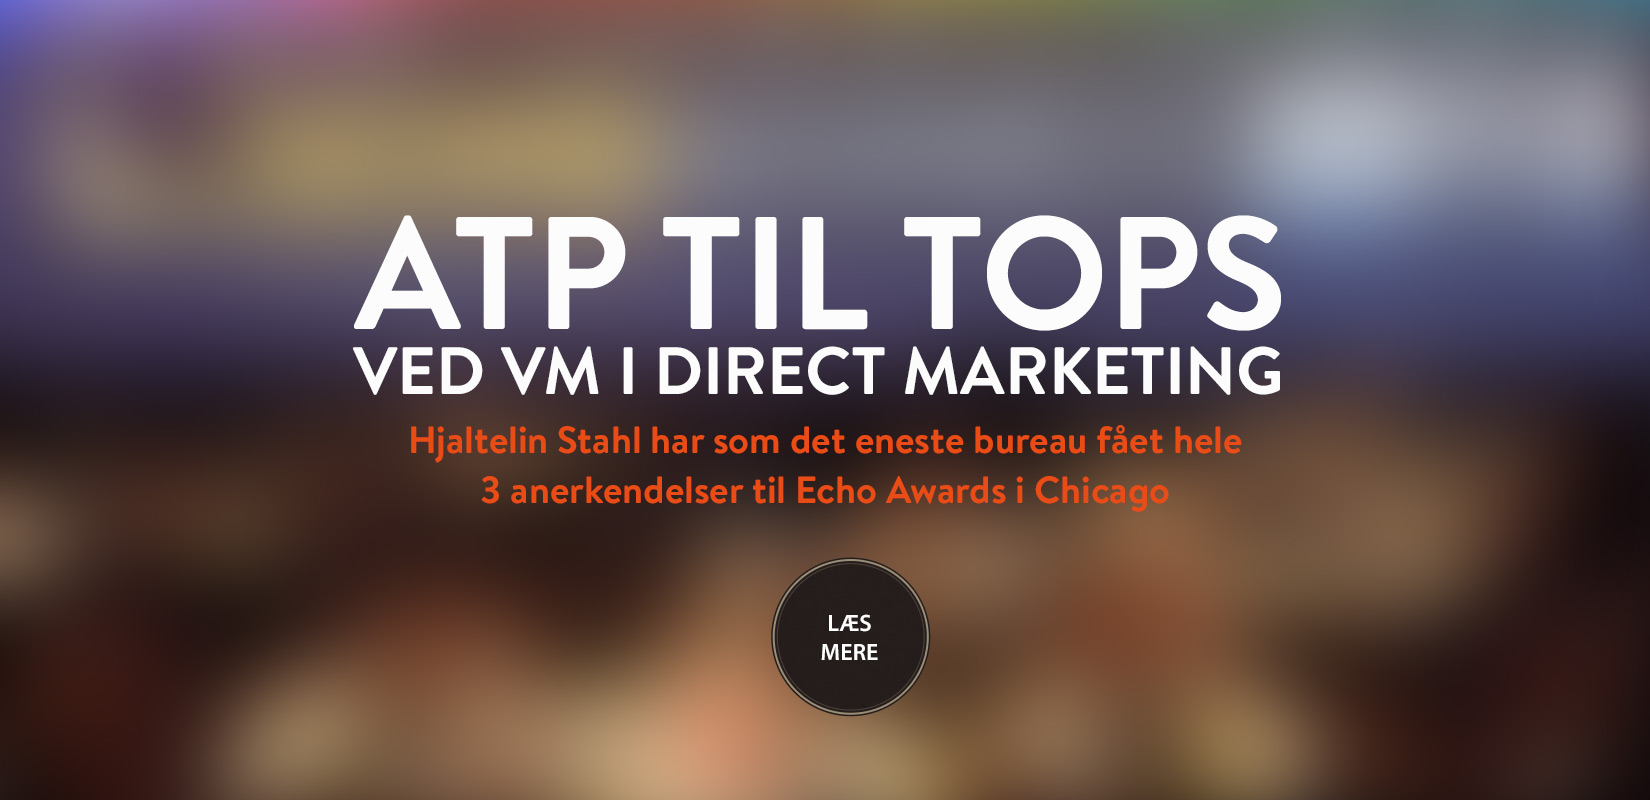 ATP TIL TOPS
VED VM I DIRECT MARKETING
Hjaltelin Stahl har som det eneste bureau fået hele
3 anerkendelser til Echo Awards i Chicago
LÆS
MERE